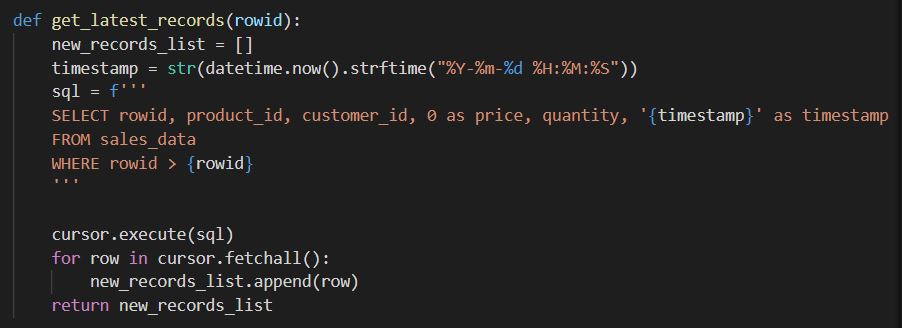 def get_latest_records(rowid):
    new_records_list = []
    timestamp = str(datetime.now().strftime("%Y-%m-%d %H:%M:%S"))
    sql = f'''
    SELECT rowid, product_id, customer_id, 0 as price, quantity, '{timestamp}' as timestamp
    FROM sales_data
    WHERE rowid > {rowid}
    '''

    cursor.execute(sql)
    for row in cursor.fetchall():
        new_records_list.append(row)
    return new_records_list